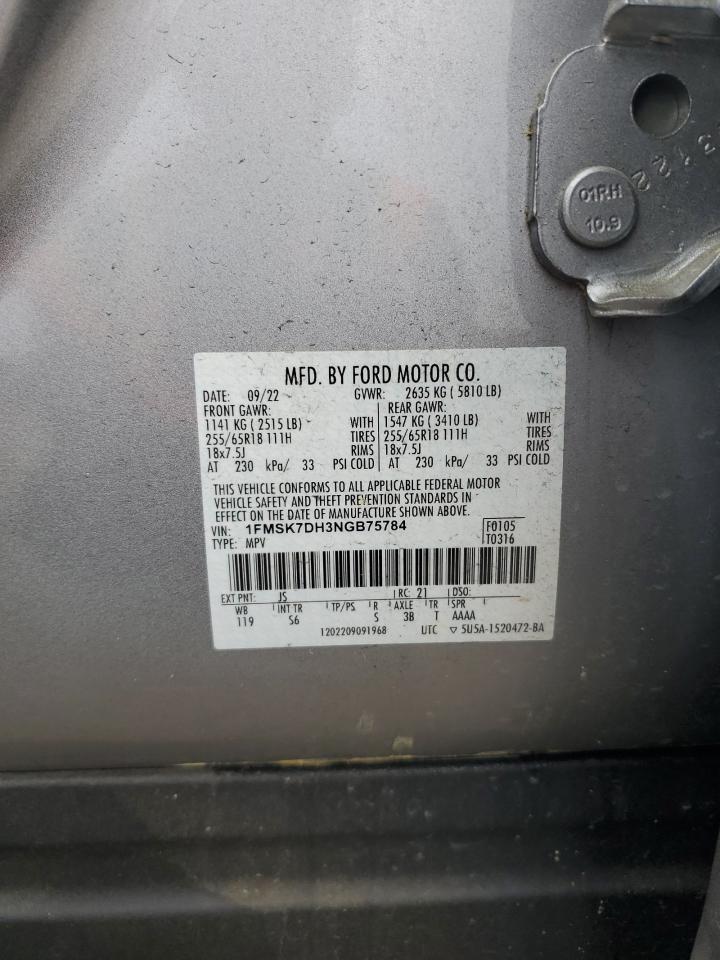 3122
01RH
10.9
MFD. BY FORD MOTOR CO.
DATE: 09/22 GVWR: 2635 KG ( 5810 LB)
FRONT GAWR: REAR GAWR:
1141 KG ( 2515 LB) WITH 1547 KG ( 3410 LB) WITH
255/65R18 111H TIRES 255/65R18 111H TIRES
18x7.5J RIMS 18x7.5J RIMS
AT 230 kPa/ 33 PSI COLD AT 230 kPa/ 33 PSI COLD
THIS VEHICLE CONFORMS TO ALL APPLICABLE FEDERAL MOTOR
VEHICLE SAFETY AND THEFT PREVENTION STANDARDS IN
EFFECT ON THE DATE OF MANUFACTURE SHOWN ABOVE.
VIN: 1FMSK7DH3NGB75784 F0105
TYPE: MPV T0316
EXT PNT: JS RC: 21 DSO:
WB INT TR TP/PS R AXLE TR SPR
119 S6 S 3B T AAAA
1202209091968 UTC ▽ 5U5A-1520472-BA